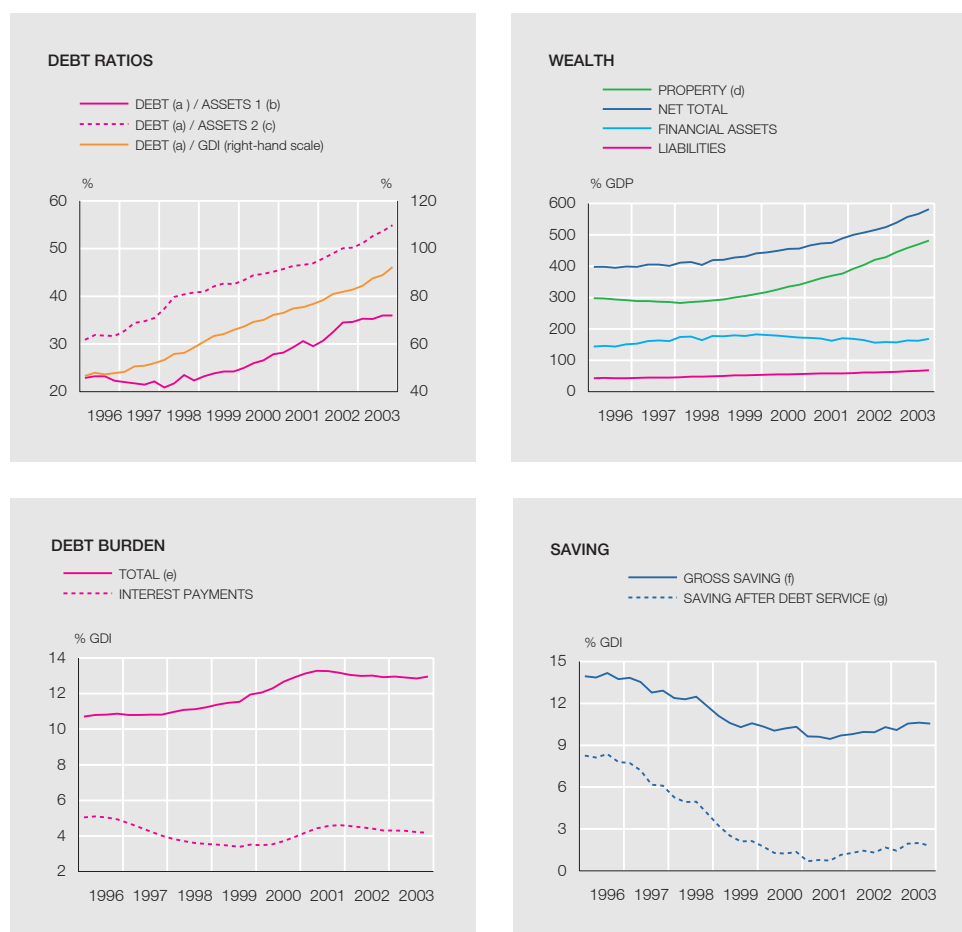 DEBT RATIOS
DEBT (a ) / ASSETS 1 (b)
DEBT (a) / ASSETS 2 (c)
DEBT (a) / GDI (right-hand scale)
% %
60 120
50 100
40 80
30 60
20 40
1996 1997 1998 1999 2000 2001 2002 2003
WEALTH
PROPERTY (d)
NET TOTAL
FINANCIAL ASSETS
LIABILITIES
% GDP
600
500
400
300
200
100
0
1996 1997 1998 1999 2000 2001 2002 2003
DEBT BURDEN
TOTAL (e)
INTEREST PAYMENTS
% GDI
14
12
10
8
6
4
2
1996 1997 1998 1999 2000 2001 2002 2003
SAVING
GROSS SAVING (f)
SAVING AFTER DEBT SERVICE (g)
% GDI
15
12
9
6
3
0
1996 1997 1998 1999 2000 2001 2002 2003